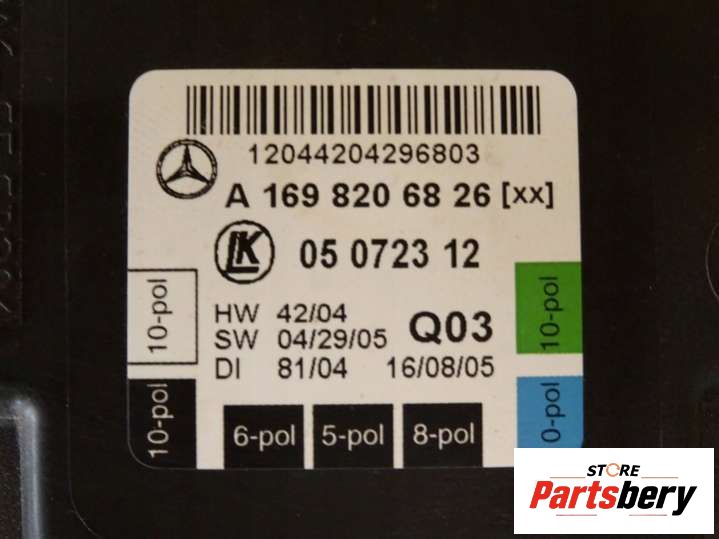 12044204296803
A 169 820 68 26 [xx]
LK 05 0723 12
HW 42/04
SW 04/29/05 Q03
DI 81/04 16/08/05
10-pol
10-pol
10-pol
0-pol
6-pol 5-pol 8-pol
STORE
Partsbery